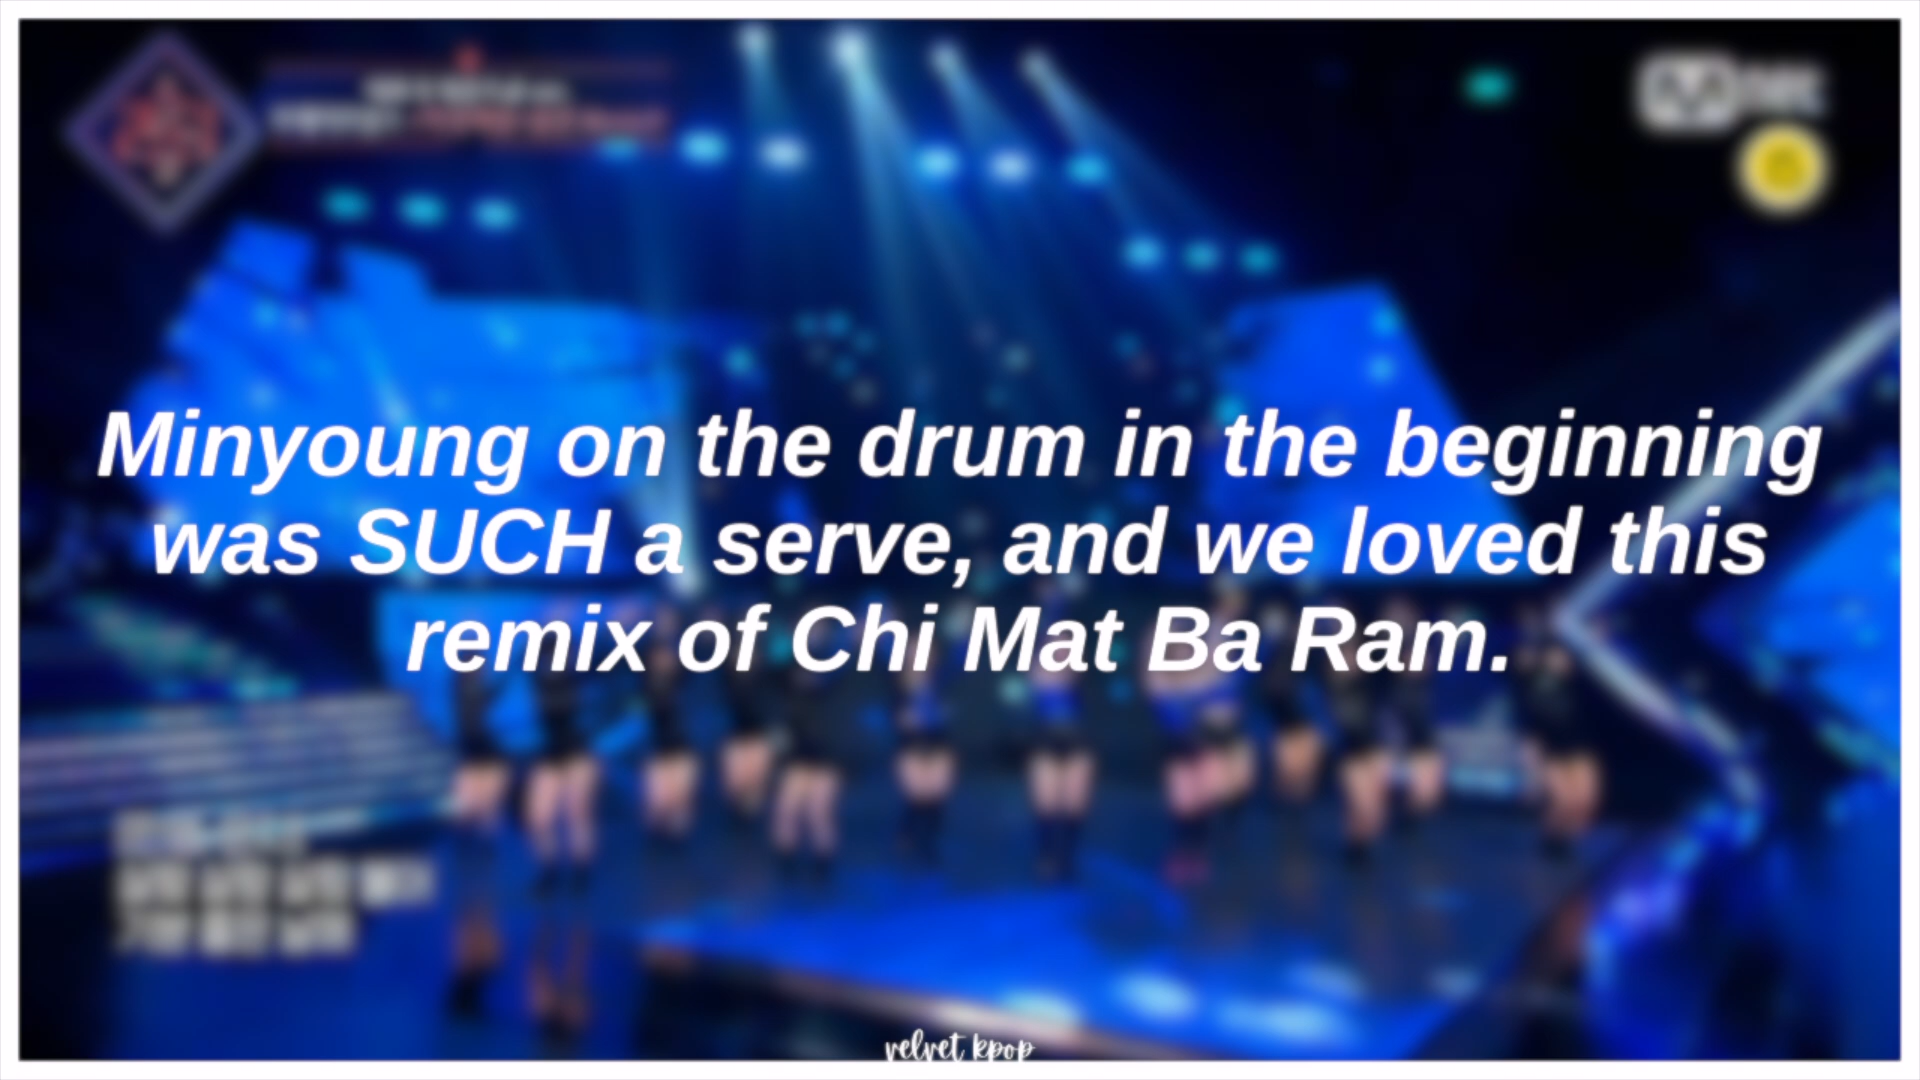 Minyoung on the drum in the beginning
was SUCH a serve, and we loved this
remix of Chi Mat Ba Ram.
velvet kpop